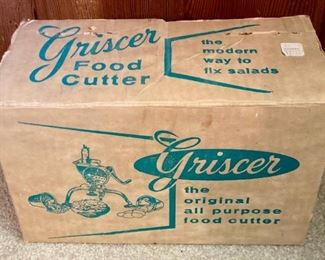 Griscer
Food
Cutter
the
modern
way to
fix salads
Griscer
the
original
all purpose
food cutter